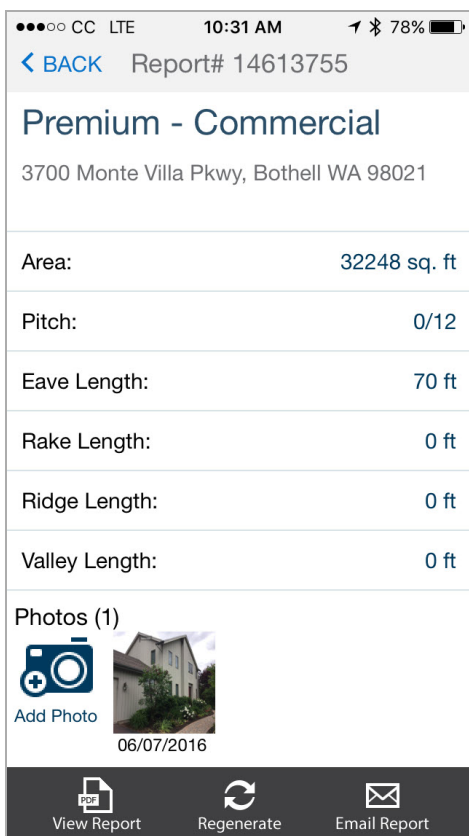 CC LTE 10:31 AM 78%
BACK Report# 14613755
Premium - Commercial
3700 Monte Villa Pkwy, Bothell WA 98021
Area: 32248 sq. ft
Pitch: 0/12
Eave Length: 70 ft
Rake Length: 0 ft
Ridge Length: 0 ft
Valley Length: 0 ft
Photos (1)
Add Photo
06/07/2016
PDF
View Report Regenerate Email Report